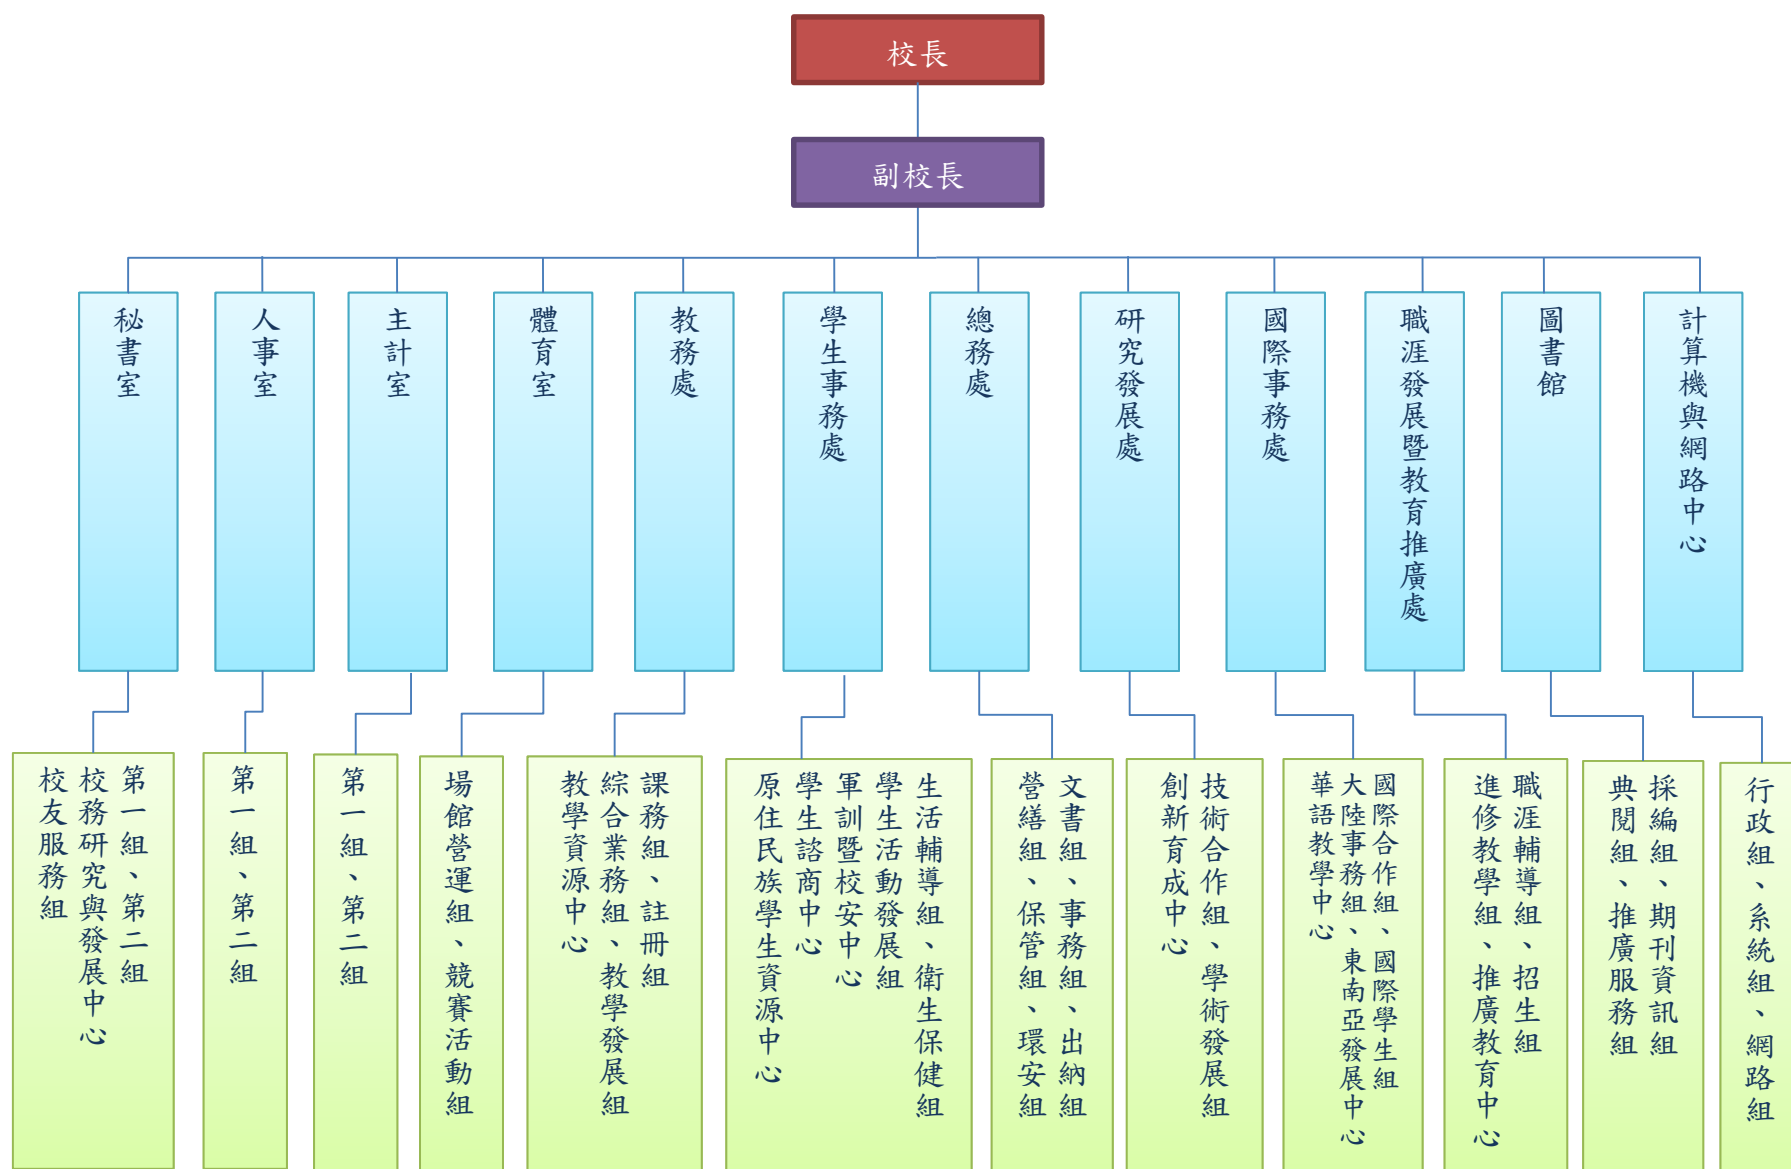 校長
副校長
秘書室
人事室
主計室
體育室
教務處
學生事務處
總務處
研究發展處
國際事務處
職涯發展暨教育推廣處
圖書館
計算機與網路中心
第一組、第二組
校務研究與發展中心
校友服務組
第一組、第二組
第一組、第二組
場館營運組、競賽活動組
課務組、註冊組
綜合業務組、教學發展組
教學資源中心
生活輔導組、衛生保健組
學生活動發展組
軍訓暨校安中心
學生諮商中心
原住民族學生資源中心
文書組、事務組、出納組
營繕組、保管組、環安組
技術合作組、學術發展組
創新育成中心
國際合作組、國際學生組
大陸事務組、東南亞發展中心
華語教學中心
職涯輔導組、招生組
進修教學組、推廣教育中心
採編組、期刊資訊組
典閱組、推廣服務組
行政組、系統組、網路組